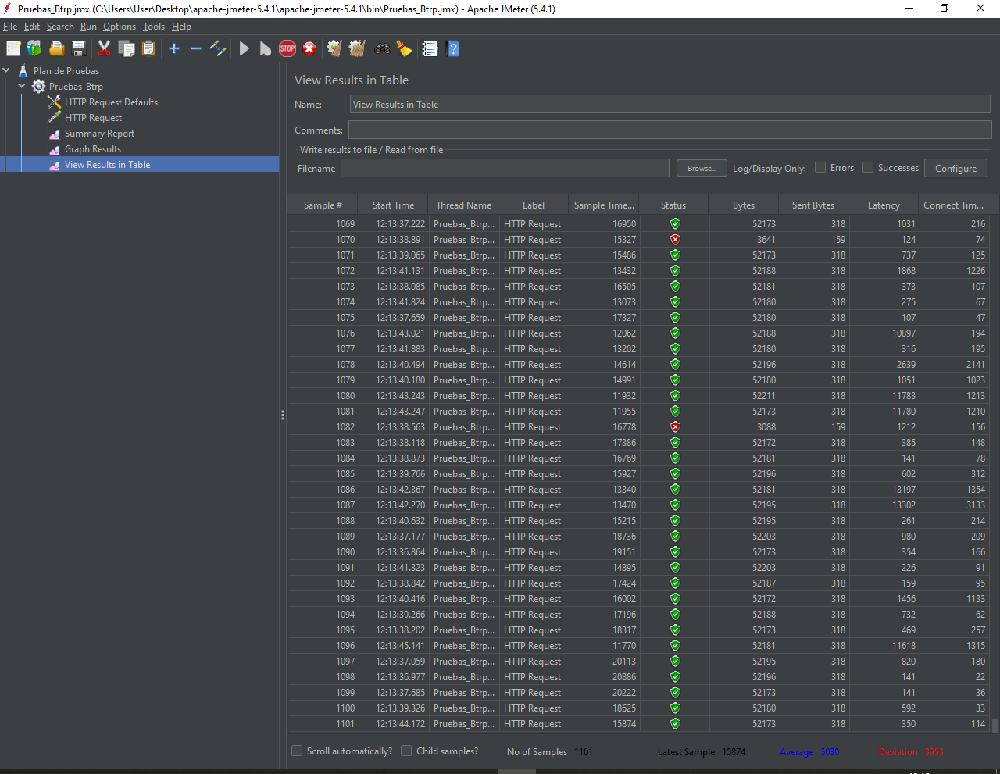 Pruebas_Btrp.jmx (C:\Users\User\Desktop\apache-jmeter-5.4.1\apache-jmeter-5.4.1\bin\Pruebas_Btrp.jmx) - Apache JMeter (5.4.1)
File Edit Search Run Options Tools Help
STOP
Plan de Pruebas
Pruebas_Btrp
HTTP Request Defaults
HTTP Request
Summary Report
Graph Results
View Results in Table
View Results in Table
Name: View Results in Table
Comments:
Write results to file / Read from file
Filename Browse... Log/Display Only: Errors Successes Configure
Sample # Start Time Thread Name Label Sample Time... Status Bytes Sent Bytes Latency Connect Tim...
1069 12:13:37.222 Pruebas_Btrp... HTTP Request 16950 52173 318 1031 216
1070 12:13:38.891 Pruebas_Btrp... HTTP Request 15327 3641 159 124 74
1071 12:13:39.065 Pruebas_Btrp... HTTP Request 15486 52173 318 737 125
1072 12:13:41.131 Pruebas_Btrp... HTTP Request 13432 52188 318 1868 1226
1073 12:13:38.085 Pruebas_Btrp... HTTP Request 16505 52181 318 373 107
1074 12:13:41.824 Pruebas_Btrp... HTTP Request 13073 52180 318 275 67
1075 12:13:37.659 Pruebas_Btrp... HTTP Request 17327 52180 318 107 47
1076 12:13:43.021 Pruebas_Btrp... HTTP Request 12062 52188 318 10897 194
1077 12:13:41.883 Pruebas_Btrp... HTTP Request 13202 52180 318 316 195
1078 12:13:40.494 Pruebas_Btrp... HTTP Request 14614 52196 318 2639 2141
1079 12:13:40.180 Pruebas_Btrp... HTTP Request 14991 52180 318 1051 1023
1080 12:13:43.243 Pruebas_Btrp... HTTP Request 11932 52211 318 11783 1213
1081 12:13:43.247 Pruebas_Btrp... HTTP Request 11955 52173 318 11780 1210
1082 12:13:38.563 Pruebas_Btrp... HTTP Request 16778 3088 159 1212 156
1083 12:13:38.118 Pruebas_Btrp... HTTP Request 17386 52172 318 385 148
1084 12:13:38.873 Pruebas_Btrp... HTTP Request 16769 52181 318 141 78
1085 12:13:39.766 Pruebas_Btrp... HTTP Request 15927 52196 318 602 312
1086 12:13:42.367 Pruebas_Btrp... HTTP Request 13340 52181 318 13197 1354
1087 12:13:42.270 Pruebas_Btrp... HTTP Request 13470 52195 318 13302 3133
1088 12:13:40.632 Pruebas_Btrp... HTTP Request 15215 52195 318 261 214
1089 12:13:37.177 Pruebas_Btrp... HTTP Request 18736 52203 318 980 209
1090 12:13:36.864 Pruebas_Btrp... HTTP Request 19151 52173 318 354 166
1091 12:13:41.323 Pruebas_Btrp... HTTP Request 14895 52203 318 226 91
1092 12:13:38.842 Pruebas_Btrp... HTTP Request 17424 52187 318 159 95
1093 12:13:40.416 Pruebas_Btrp... HTTP Request 16002 52172 318 1456 1133
1094 12:13:39.266 Pruebas_Btrp... HTTP Request 17196 52188 318 732 62
1095 12:13:38.202 Pruebas_Btrp... HTTP Request 18317 52173 318 469 257
1096 12:13:45.141 Pruebas_Btrp... HTTP Request 11770 52181 318 11618 1315
1097 12:13:37.059 Pruebas_Btrp... HTTP Request 20113 52195 318 820 180
1098 12:13:36.977 Pruebas_Btrp... HTTP Request 20886 52196 318 141 22
1099 12:13:37.685 Pruebas_Btrp... HTTP Request 20222 52173 318 141 36
1100 12:13:39.326 Pruebas_Btrp... HTTP Request 18625 52180 318 592 33
1101 12:13:44.172 Pruebas_Btrp... HTTP Request 15874 52173 318 350 114
Scroll automatically? Child samples? No of Samples 1101 Latest Sample 15874 Average 5030 Deviation 3953